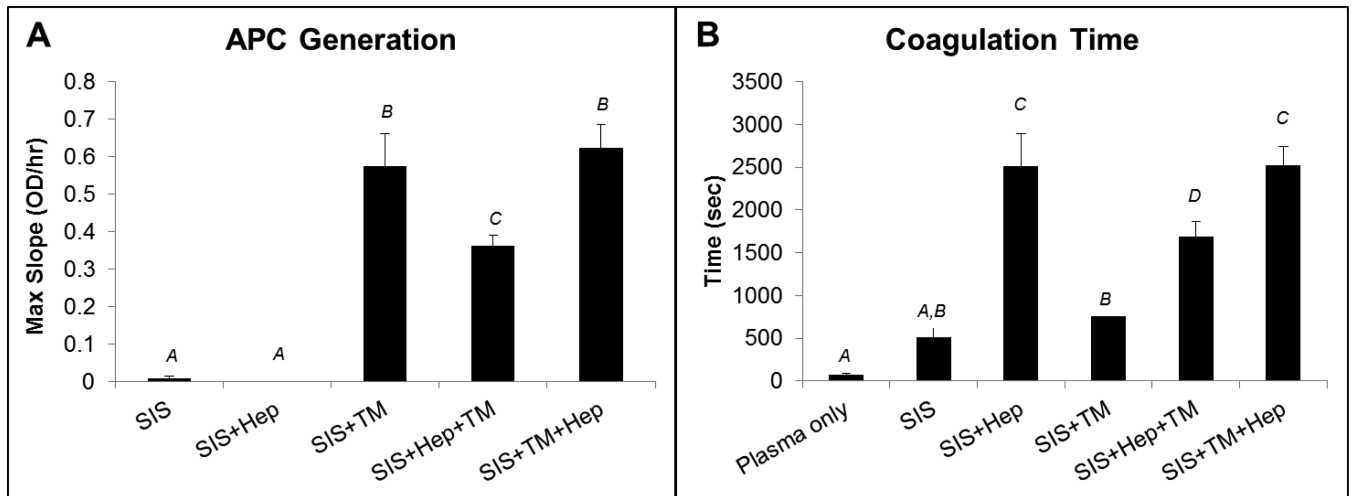 A
APC Generation
Max Slope (OD/hr)
0.8
0.7
0.6
0.5
0.4
0.3
0.2
0.1
0
A
A
B
C
B
SIS
SIS+Hep
SIS+TM
SIS+Hep+TM
SIS+TM+Hep
B
Coagulation Time
Time (sec)
3500
3000
2500
2000
1500
1000
500
0
A
A,B
C
B
D
C
Plasma only
SIS
SIS+Hep
SIS+TM
SIS+Hep+TM
SIS+TM+Hep